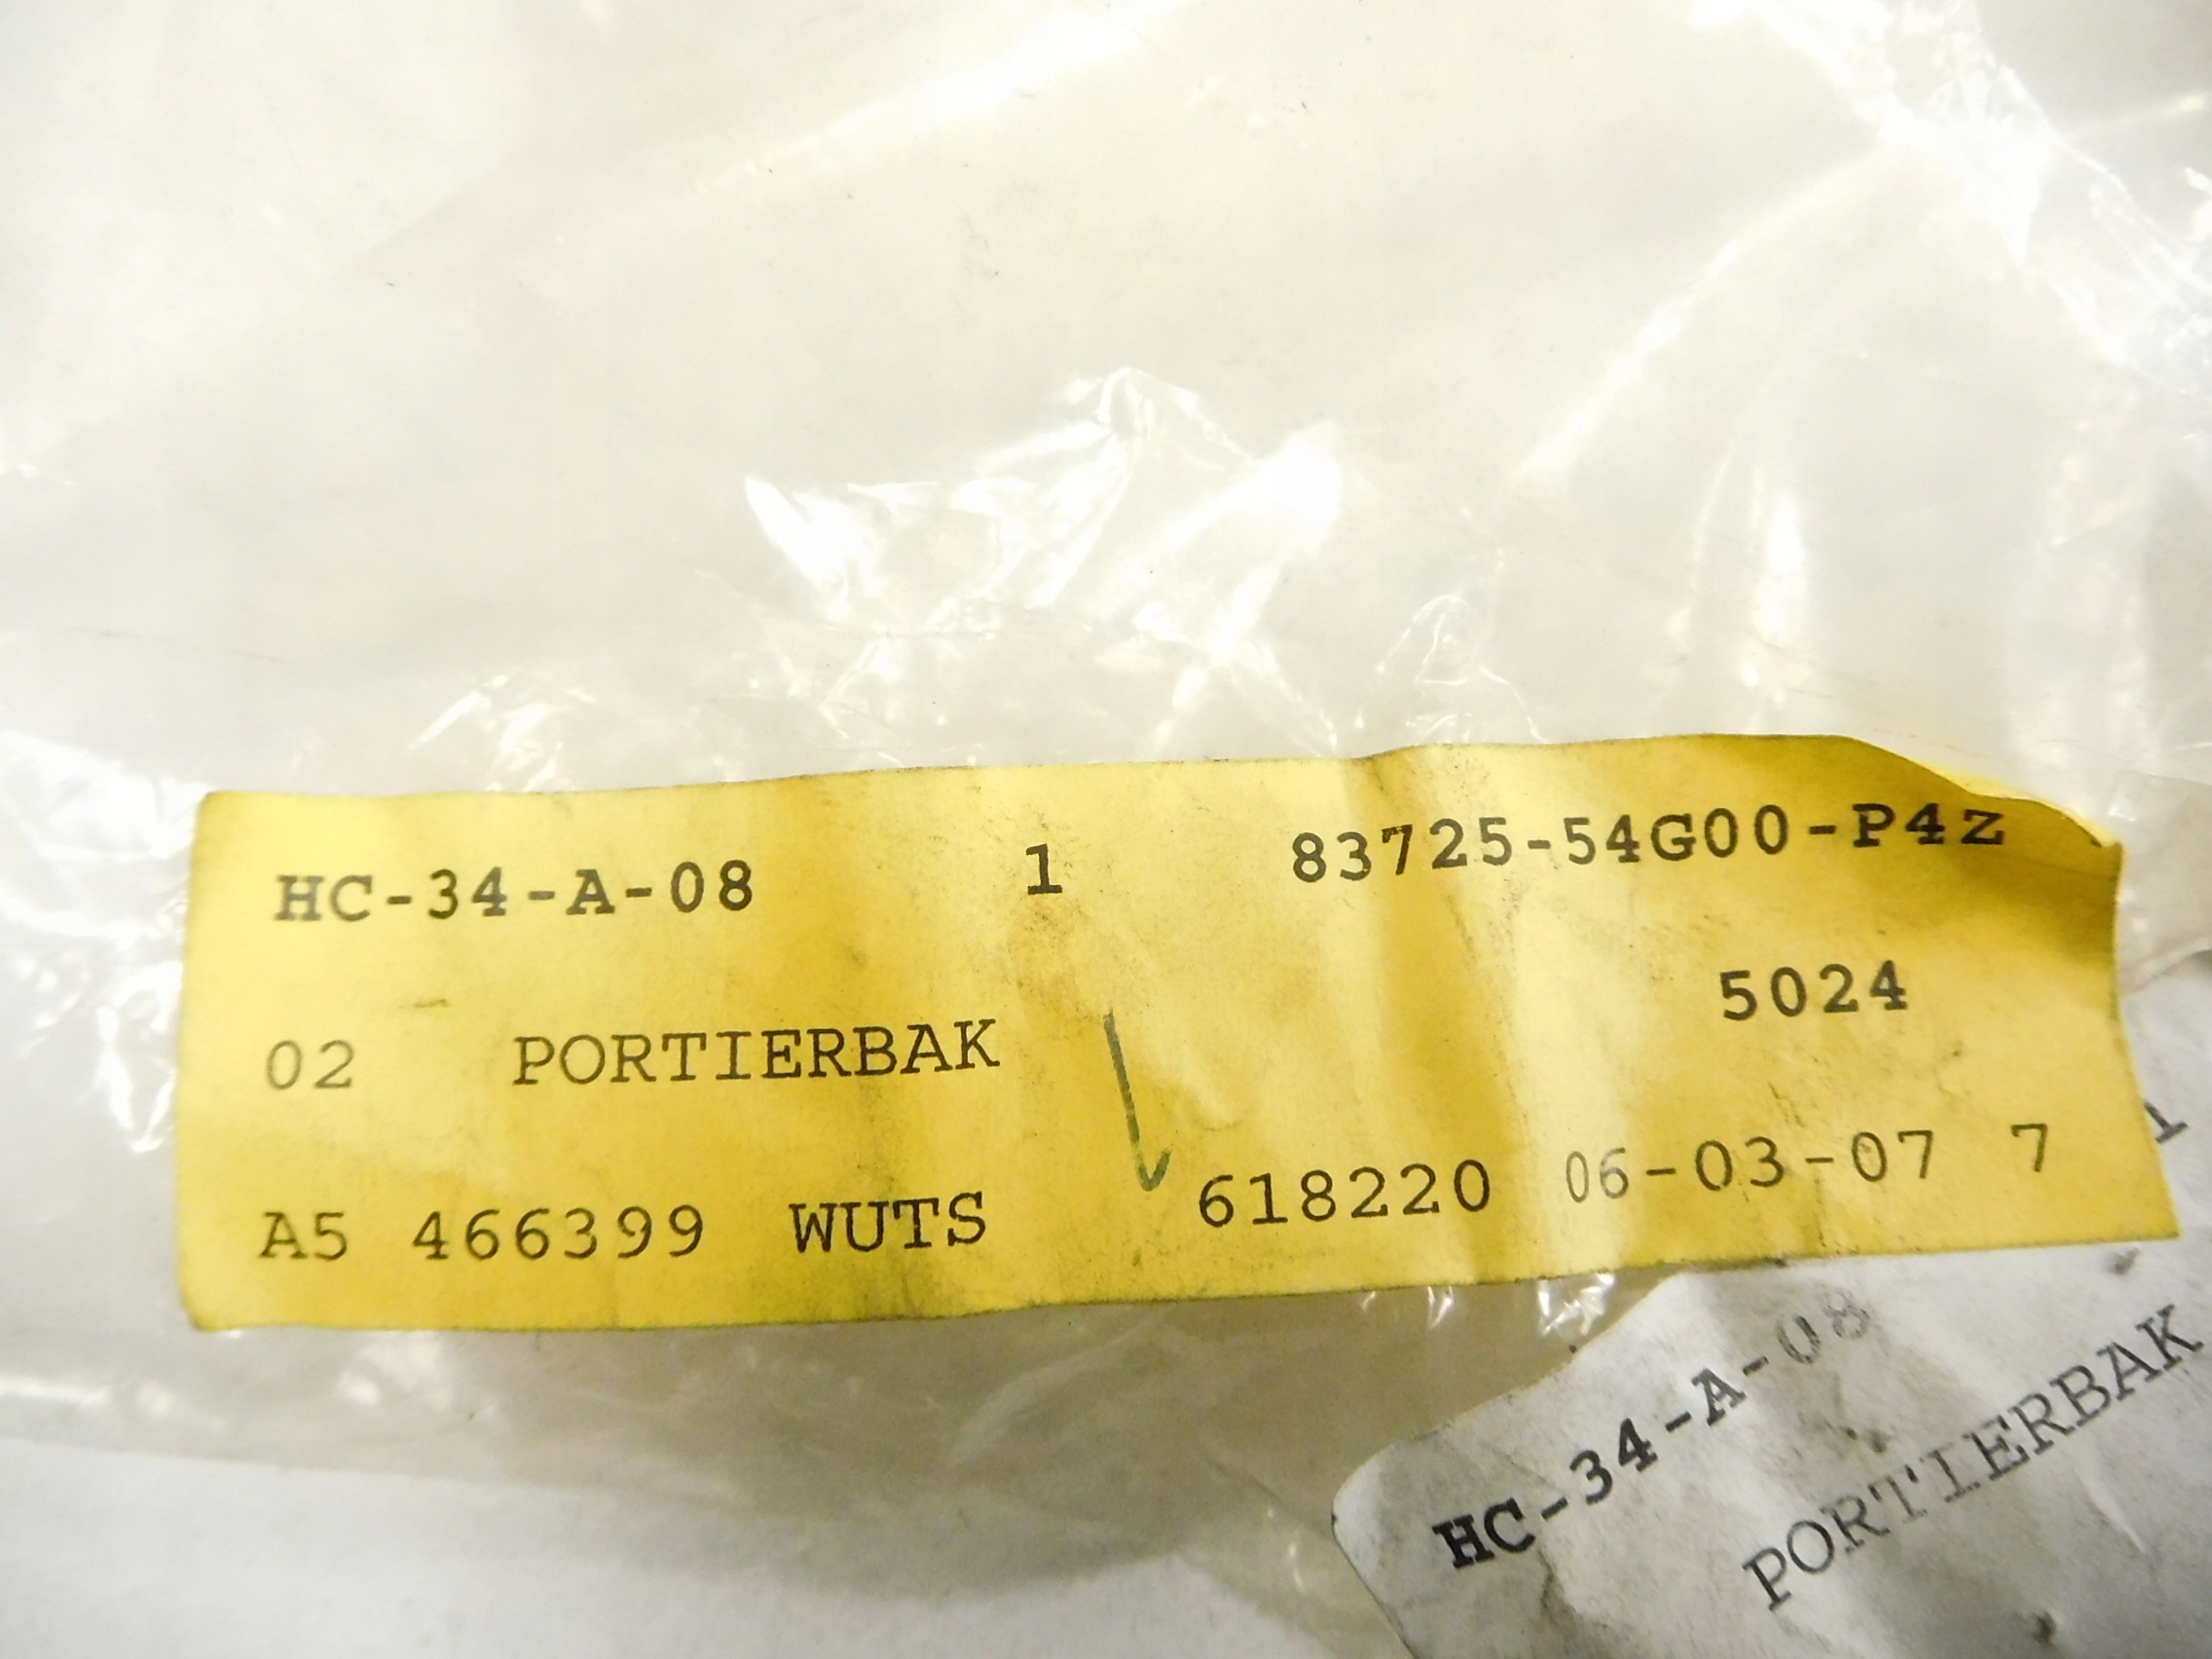 HC-34-A-08 1 83725-54G00-P4Z
5024
02 PORTIERBAK
A5 466399 WUTS 618220 06-03-07 7
1
HC-34-A-08
PORTIERBAK